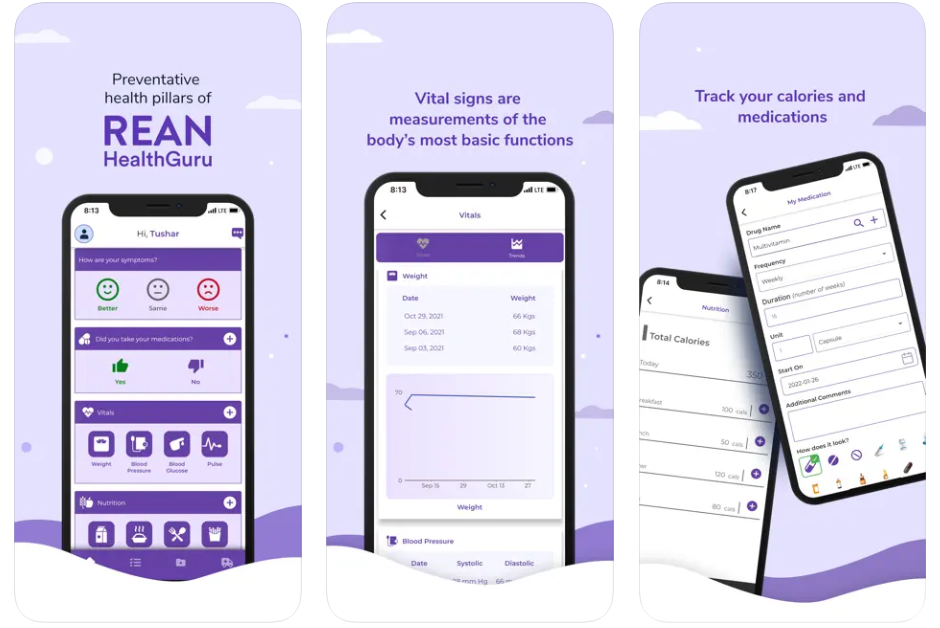 Preventative
health pillars of
REAN
HealthGuru
8:13
LTE
Hi, Tushar
How are your symptoms?
Better
Same
Worse
Did you take your medications?
Yes
No
Vitals
Weight
Blood
Pressure
Blood
Glucose
Pulse
Nutrition
Vital signs are
measurements of the
body's most basic functions
8:13
LTE
Vitals
Trends
Weight
Date Weight
Oct 29, 2021 66 Kgs
Sep 06, 2021 68 Kgs
Sep 03, 2021 60 Kgs
70
0
Sep 15 29 Oct 13 27
Weight
Blood Pressure
Date Systolic Diastolic
mm Hg 66
Track your calories and
medications
8:14
Nutrition
Total Calories
Today 350
100 cals
50 cals
120 cals
80 cals
8:17
LTE
My Medication
Drug Name
Multivitamin
Frequency
Weekly
Duration (number of weeks)
Unit
1
Capsule
Start On
2022-01-26
Additional Comments
How does it look?